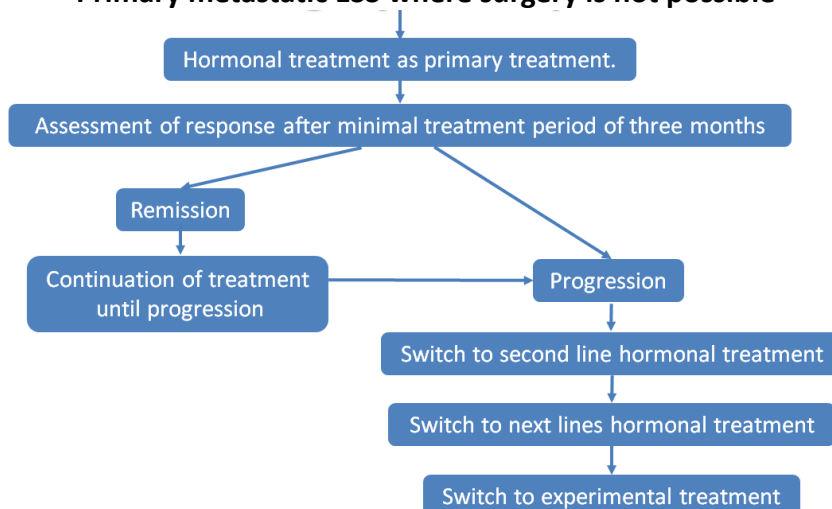 Primary metastatic ESS where surgery is not possible
Hormonal treatment as primary treatment.
Assessment of response after minimal treatment period of three months
Remission
Continuation of treatment
until progression
Progression
Switch to second line hormonal treatment
Switch to next lines hormonal treatment
Switch to experimental treatment